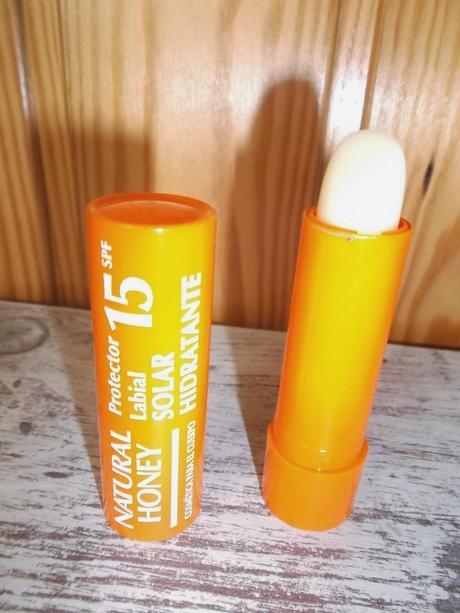 NATURAL
HONEY
COSMÉTICA PARA EL CUERPO
Protector
Labial
SOLAR
HIDRATANTE
15 SPF